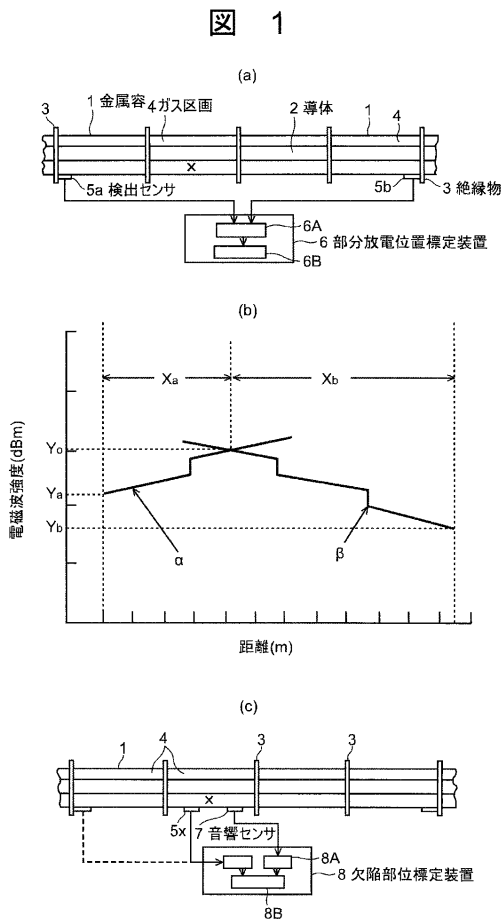 図 1
(a)
3
1 金属容
4ガス区画
2 導体
1
4
5a 検出センサ
5b
3 絶縁物
6A
6 部分放電位置標定装置
6B
(b)
Xa
Xb
電磁波強度(dBm)
Yo
Ya
Yb
α
β
距離(m)
(c)
1
4
3
3
5x
7 音響センサ
8A
8 欠陥部位標定装置
8B